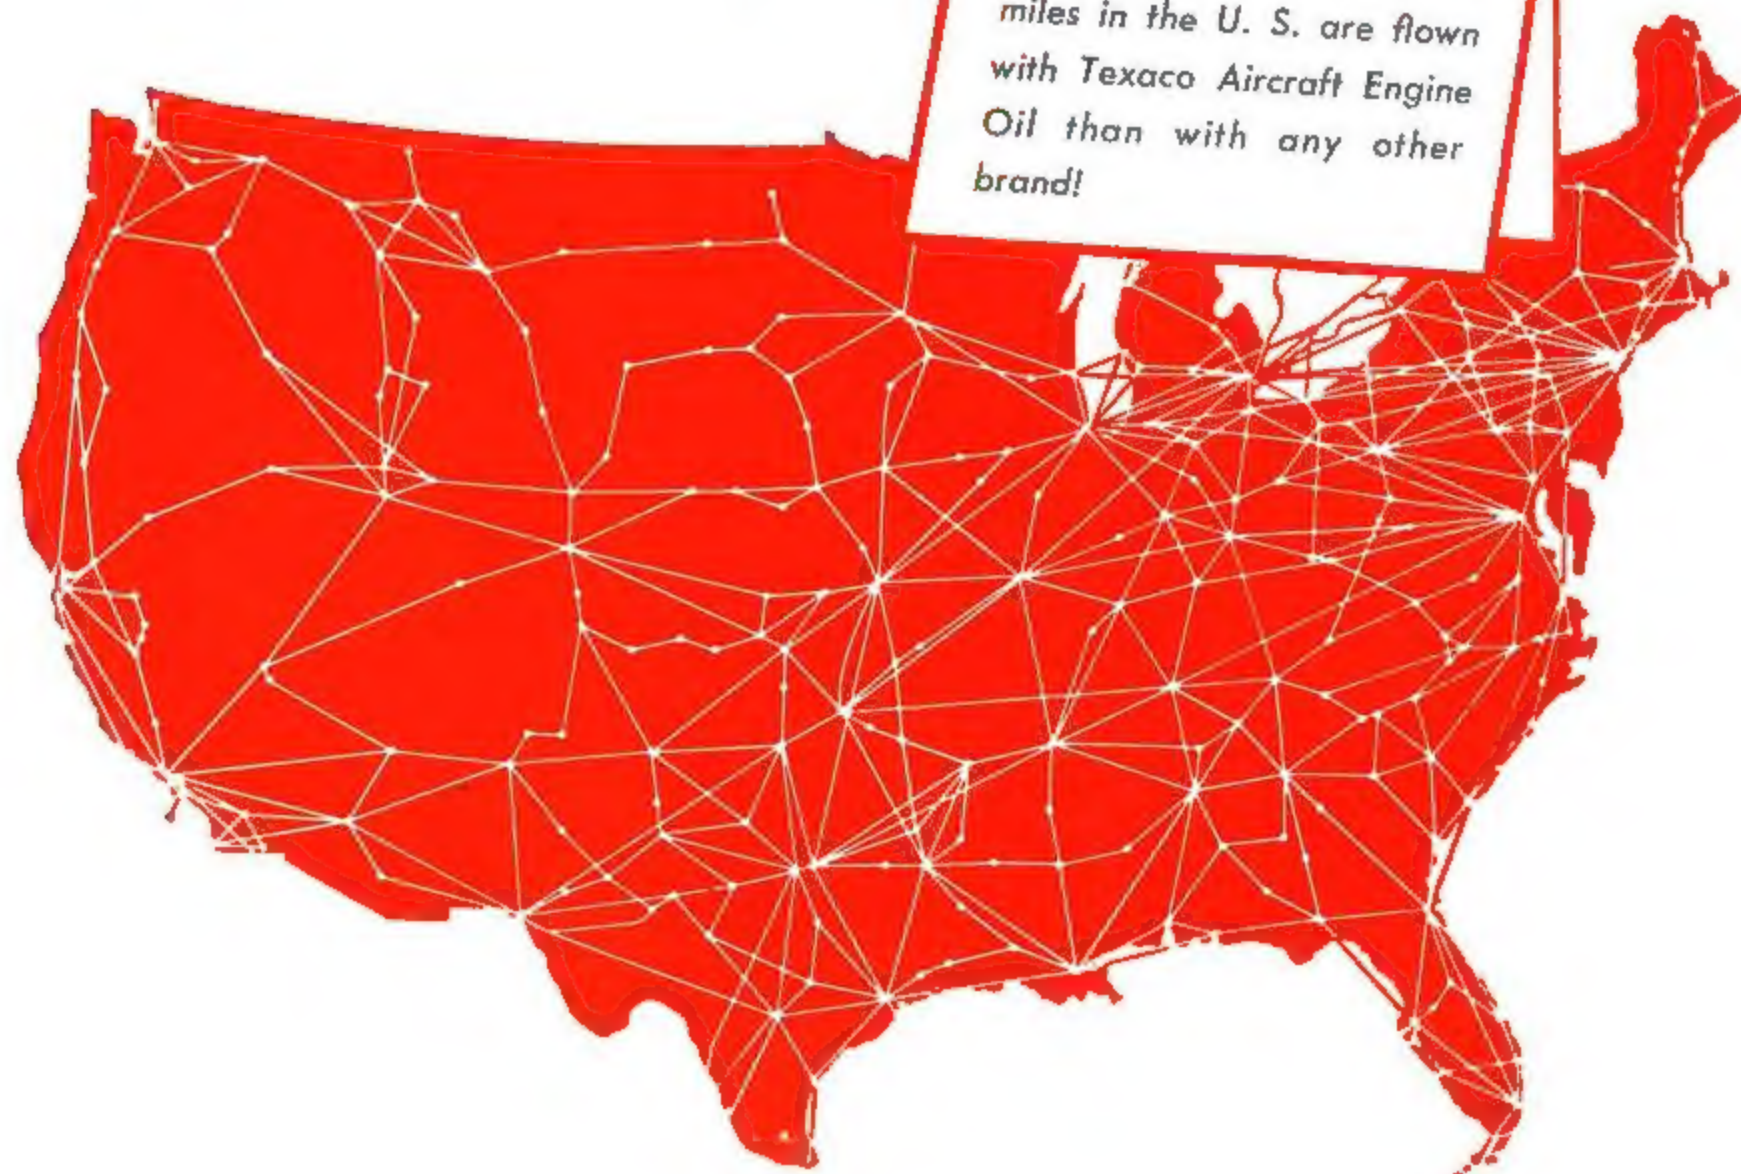 miles in the U. S. are flown
with Texaco Aircraft Engine
Oil than with any other
brand!